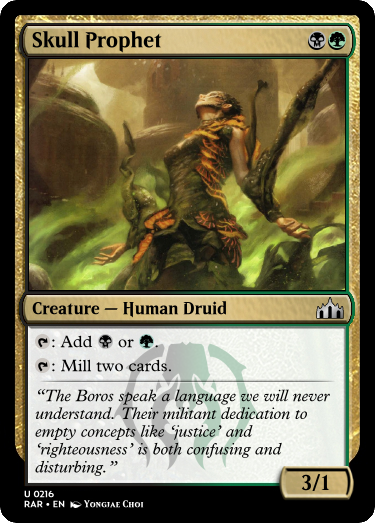 Skull Prophet
Creature — Human Druid
: Add or .
: Mill two cards.
“The Boros speak a language we will never
understand. Their militant dedication to
empty concepts like ‘justice’ and
‘righteousness’ is both confusing and
disturbing.”
3/1
U 0216
RAR • EN Yongjae Choi